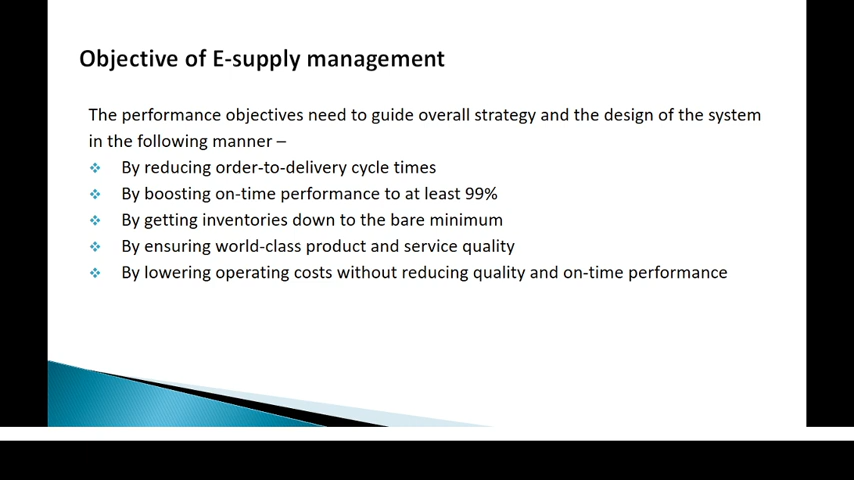 Objective of E-supply management
The performance objectives need to guide overall strategy and the design of the system
in the following manner –
❖ By reducing order-to-delivery cycle times
❖ By boosting on-time performance to at least 99%
❖ By getting inventories down to the bare minimum
❖ By ensuring world-class product and service quality
❖ By lowering operating costs without reducing quality and on-time performance